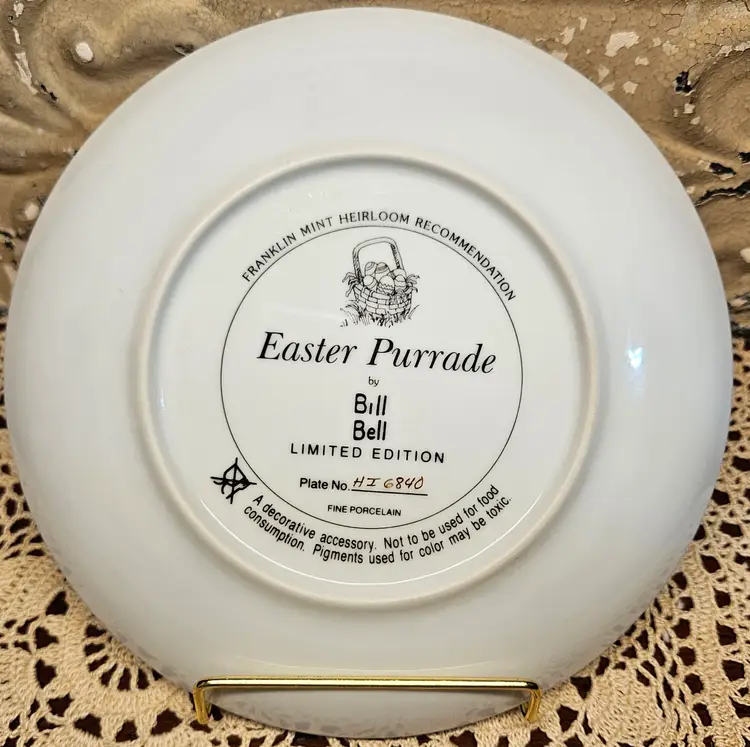 FRANKLIN MINT HEIRLOOM RECOMMENDATION
Easter Purrade
by
Bill
Bell
LIMITED EDITION
Plate No. HI 6840
FINE PORCELAIN
A decorative accessory. Not to be used for food
consumption. Pigments used for color may be toxic.